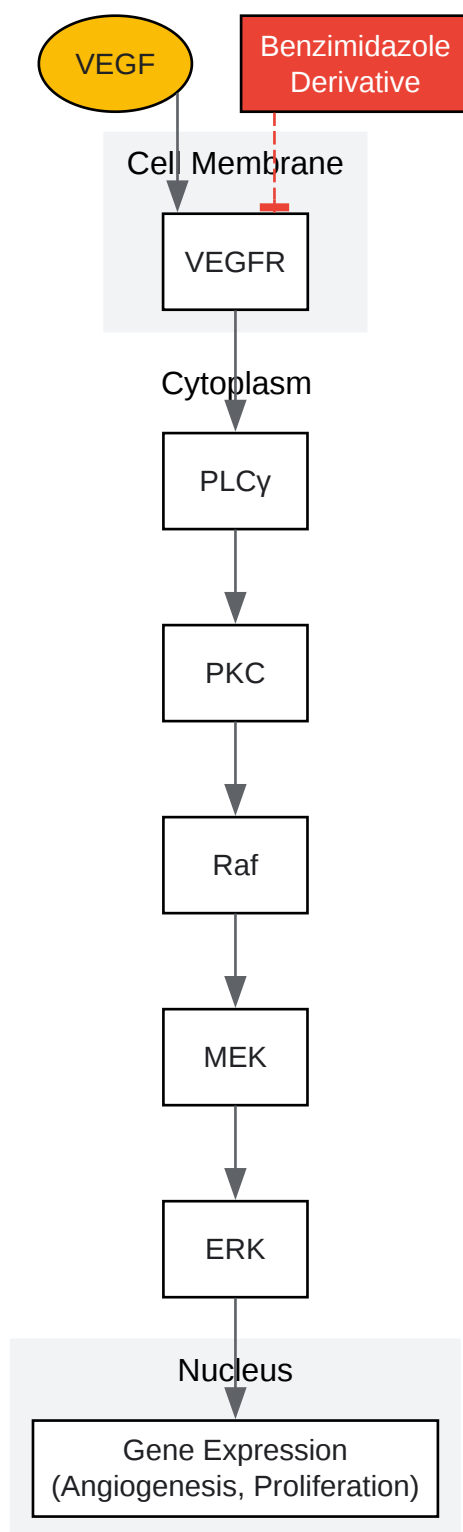 VEGF
Benzimidazole
Derivative
Cell Membrane
VEGFR
Cytoplasm
PLCγ
PKC
Raf
MEK
ERK
Nucleus
Gene Expression
(Angiogenesis, Proliferation)